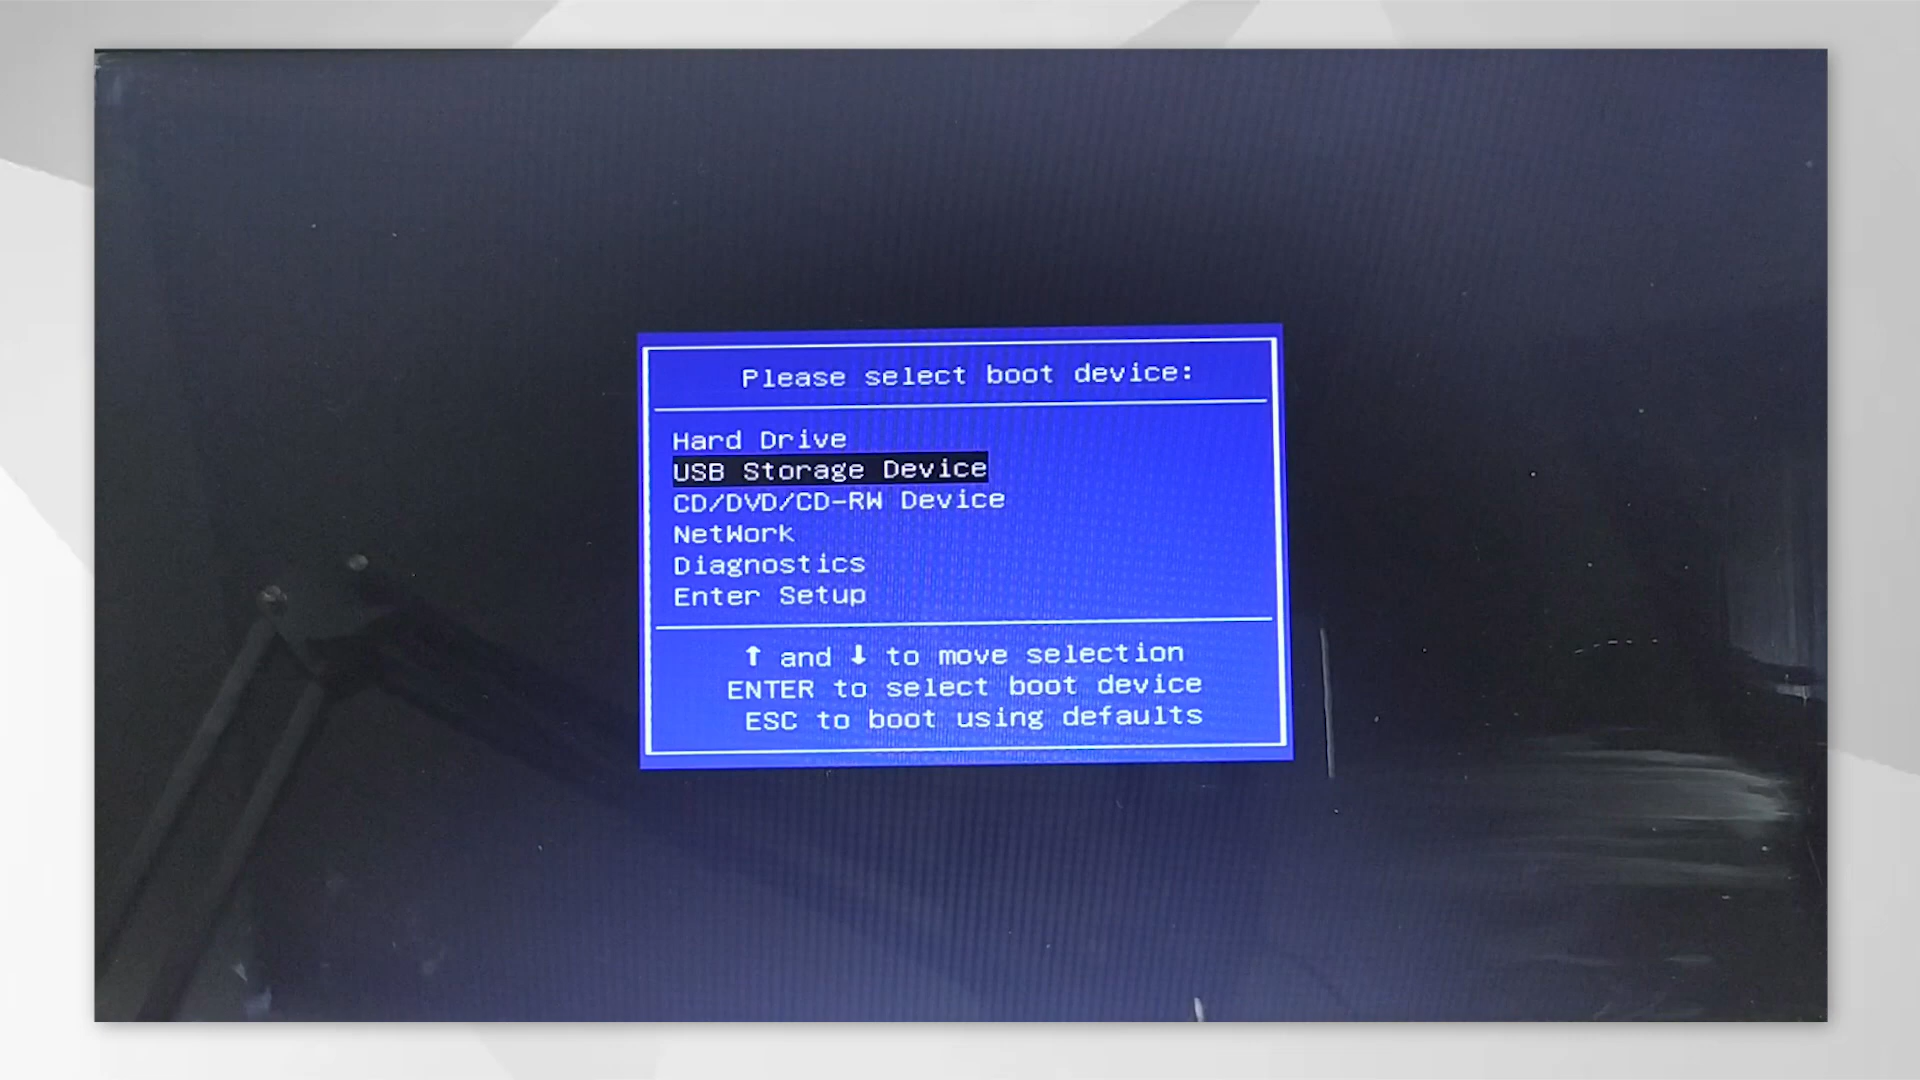 Please select boot device:
Hard Drive
USB Storage Device
CD/DVD/CD-RW Device
NetWork
Diagnostics
Enter Setup
↑ and ↓ to move selection
ENTER to select boot device
ESC to boot using defaults